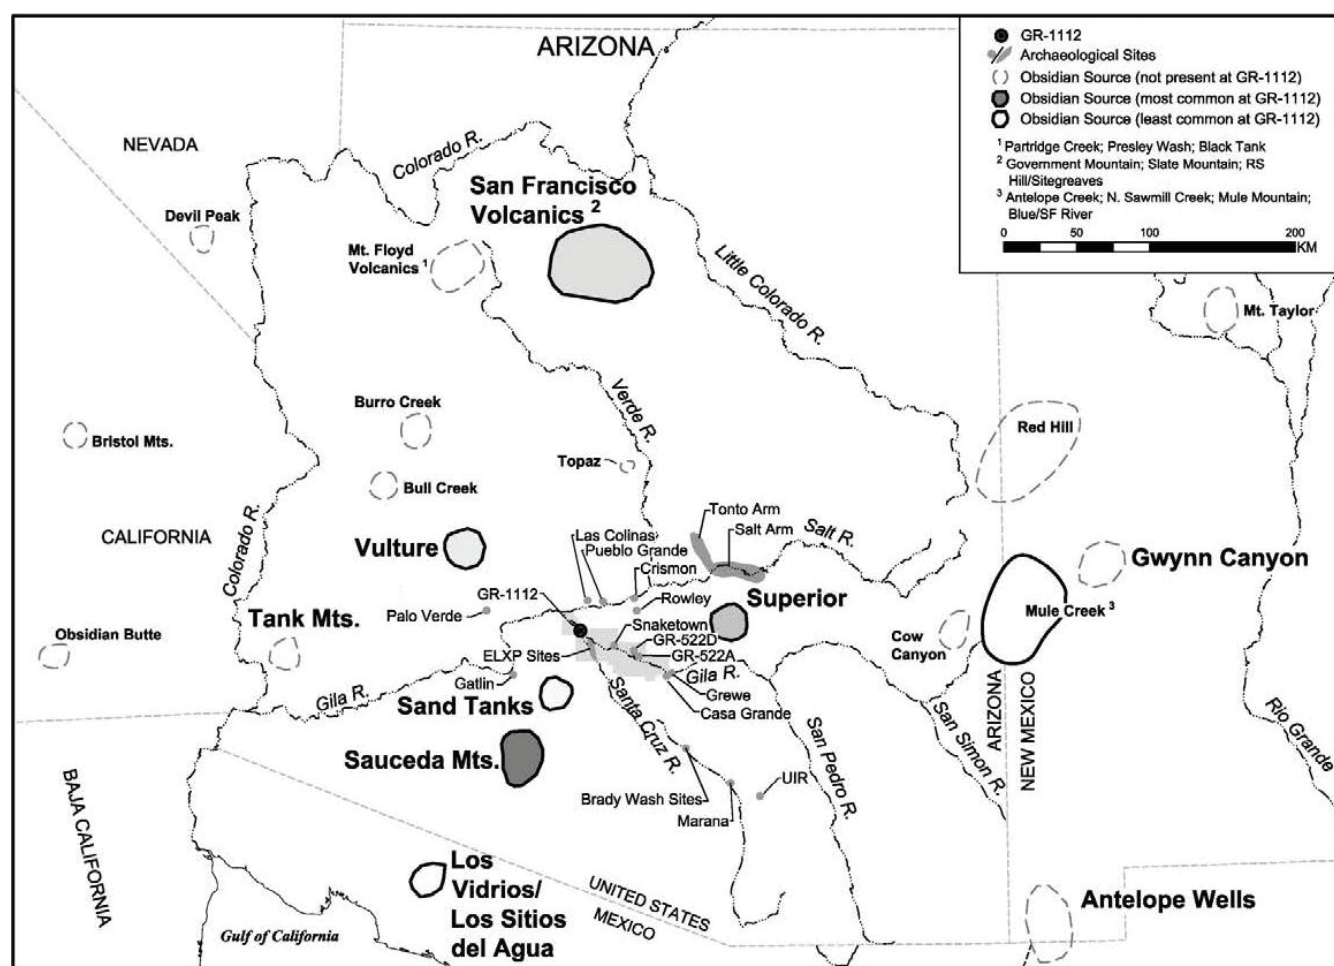 ARIZONA
GR-1112
Archaeological Sites
Obsidian Source (not present at GR-1112)
Obsidian Source (most common at GR-1112)
Obsidian Source (least common at GR-1112)
1 Partridge Creek; Presley Wash; Black Tank
2 Government Mountain; Slate Mountain; RS
Hill/Sitegreaves
3 Antelope Creek; N. Sawmill Creek; Mule Mountain;
Blue/SF River
0 50 100 200
KM
NEVADA
Colorado R.
San Francisco
Volcanics 2
Devil Peak
Mt. Floyd
Volcanics 1
Little Colorado R.
Mt. Taylor
Verde R.
Burro Creek
Bristol Mts.
Red Hill
Topaz
Bull Creek
Colorado R.
CALIFORNIA
Tonto Arm
Salt Arm
Salt R.
Las Colinas
Pueblo Grande
Crismon
Vulture
Gwynn Canyon
GR-1112
Rowley
Superior
Mule Creek 3
Palo Verde
Tank Mts.
Snaketown
GR-522D
GR-522A
Obsidian Butte
ELXP Sites
Cow
Canyon
Gatlin
Gila R.
Gila R.
Grewe
Casa Grande
Sand Tanks
Santa Cruz R.
San Pedro R.
San Simon R.
ARIZONA
NEW MEXICO
Rio Grande
Sauceda Mts.
UIR
Brady Wash Sites
Marana
BAJA CALIFORNIA
Los
Vidrios/
Los Sitios
del Agua
UNITED STATES
MEXICO
Antelope Wells
Gulf of California